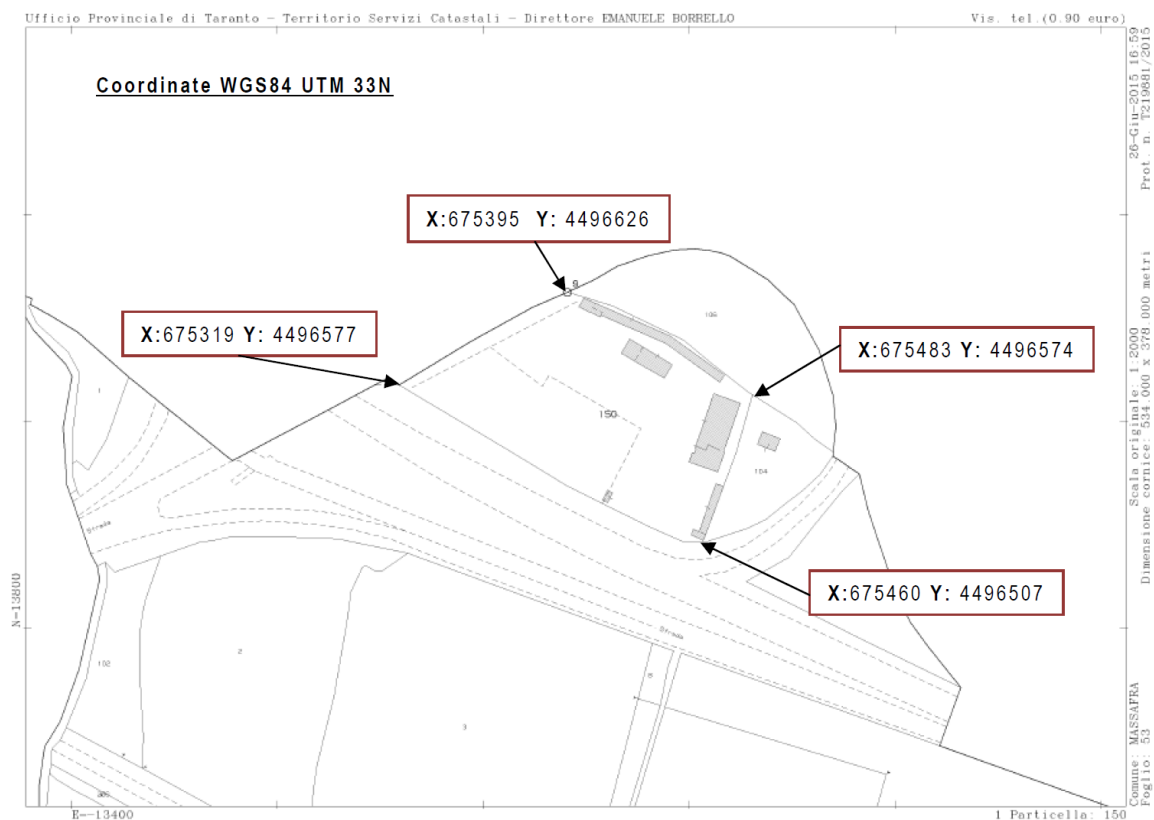 Ufficio Provinciale di Taranto - Territorio Servizi Catastali - Direttore EMANUELE BORRELLO
Vis. tel.(0.90 euro)
Coordinate WGS84 UTM 33N
26-Giu-2015 16:59
Prot. n. T219881/2015
X:675395 Y: 4496626
9
106
X:675319 Y: 4496577
X:675483 Y: 4496574
Scala originale: 1:2000
Dimensione cornice: 534.000 x 378.000 metri
1
150
104
Strada
X:675460 Y: 4496507
N=13800
Strada
102
2
6
3
Comune: MASSAFRA
Foglio: 53
E=-13400
1 Particella: 150